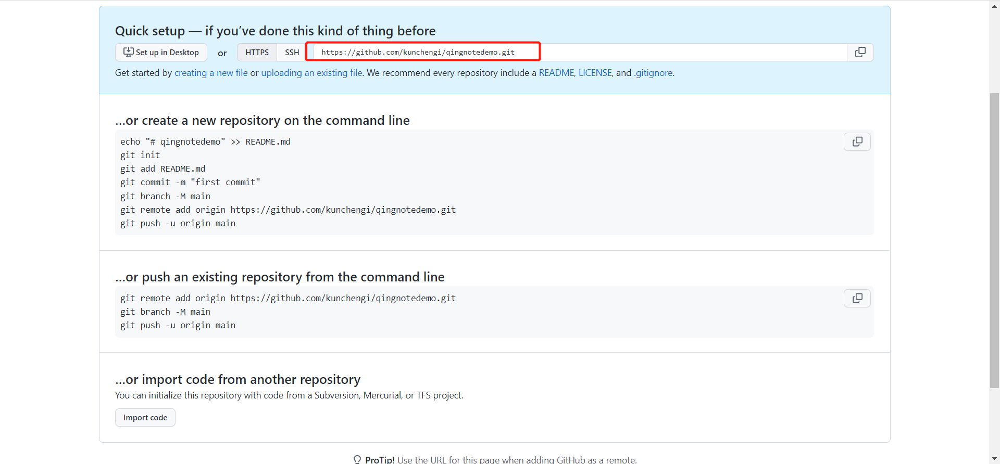 Quick setup — if you’ve done this kind of thing before
Set up in Desktop or HTTPS SSH https://github.com/kunchengi/qingnotedemo.git
Get started by creating a new file or uploading an existing file. We recommend every repository include a README, LICENSE, and .gitignore.
…or create a new repository on the command line
echo "# qingnotedemo" >> README.md
git init
git add README.md
git commit -m "first commit"
git branch -M main
git remote add origin https://github.com/kunchengi/qingnotedemo.git
git push -u origin main
…or push an existing repository from the command line
git remote add origin https://github.com/kunchengi/qingnotedemo.git
git branch -M main
git push -u origin main
…or import code from another repository
You can initialize this repository with code from a Subversion, Mercurial, or TFS project.
Import code
ProTip! Use the URL for this page when adding GitHub as a remote.